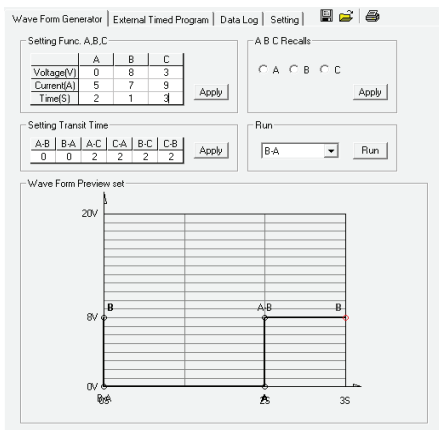 Wave Form Generator External Timed Program Data Log Setting
Setting Func. A,B,C
A B C
Voltage(V) 0 8 3
Current(A) 5 7 9
Time(S) 2 1 3
Apply
A B C Recalls
A B C
Apply
Setting Transit Time
A-B B-A A-C C-A B-C C-B
0 0 2 2 2 2
Apply
Run
B-A
Run
Wave Form Preview set
20V
B A-B B
8V
0V
B-A A
0S 2S 3S